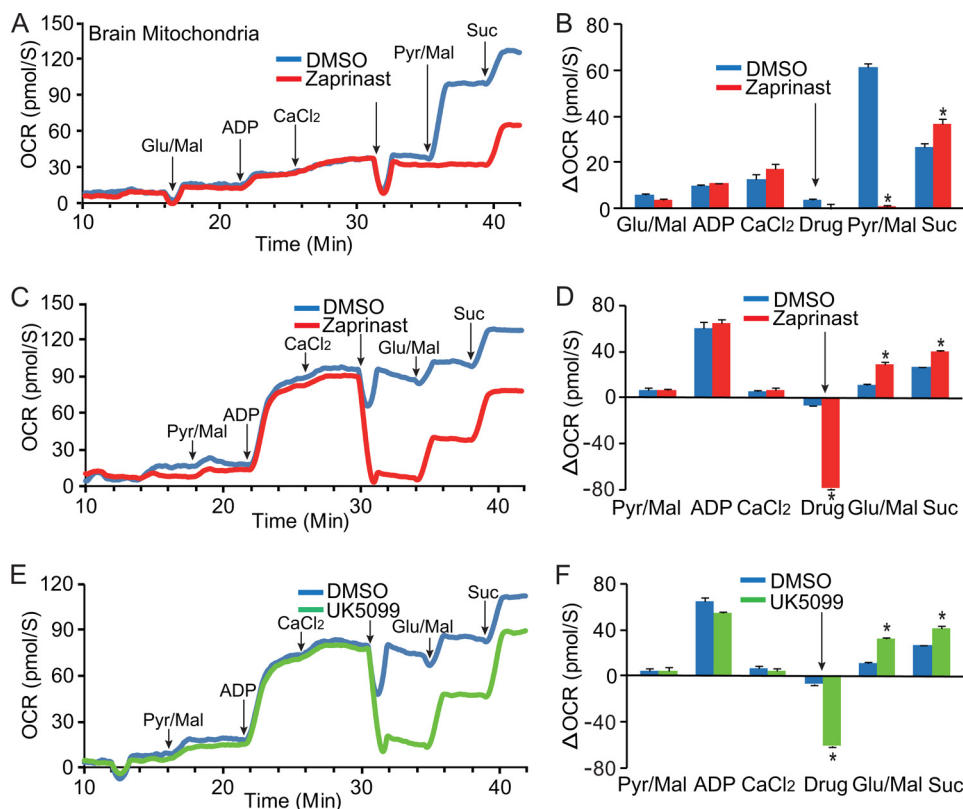 A
Brain Mitochondria
DMSO
Zaprinast
OCR (pmol/S)
150
120
90
60
30
0
Glu/Mal
ADP
CaCl2
Pyr/Mal
Suc
10
20
30
40
Time (Min)
B
DMSO
Zaprinast
ΔOCR (pmol/S)
60
40
20
0
*
*
Glu/Mal ADP CaCl2 Drug Pyr/Mal Suc
C
DMSO
Zaprinast
OCR (pmol/S)
150
120
90
60
30
0
Pyr/Mal
ADP
CaCl2
Glu/Mal
Suc
10
20
30
40
Time (Min)
D
DMSO
Zaprinast
ΔOCR (pmol/S)
80
40
0
-40
-80
*
*
*
Pyr/Mal ADP CaCl2 Drug Glu/Mal Suc
E
DMSO
UK5099
OCR (pmol/S)
150
120
90
60
30
0
Pyr/Mal
ADP
CaCl2
Glu/Mal
Suc
10
20
30
40
Time (Min)
F
DMSO
UK5099
ΔOCR (pmol/S)
80
40
0
-40
-80
*
*
*
Pyr/Mal ADP CaCl2 Drug Glu/Mal Suc